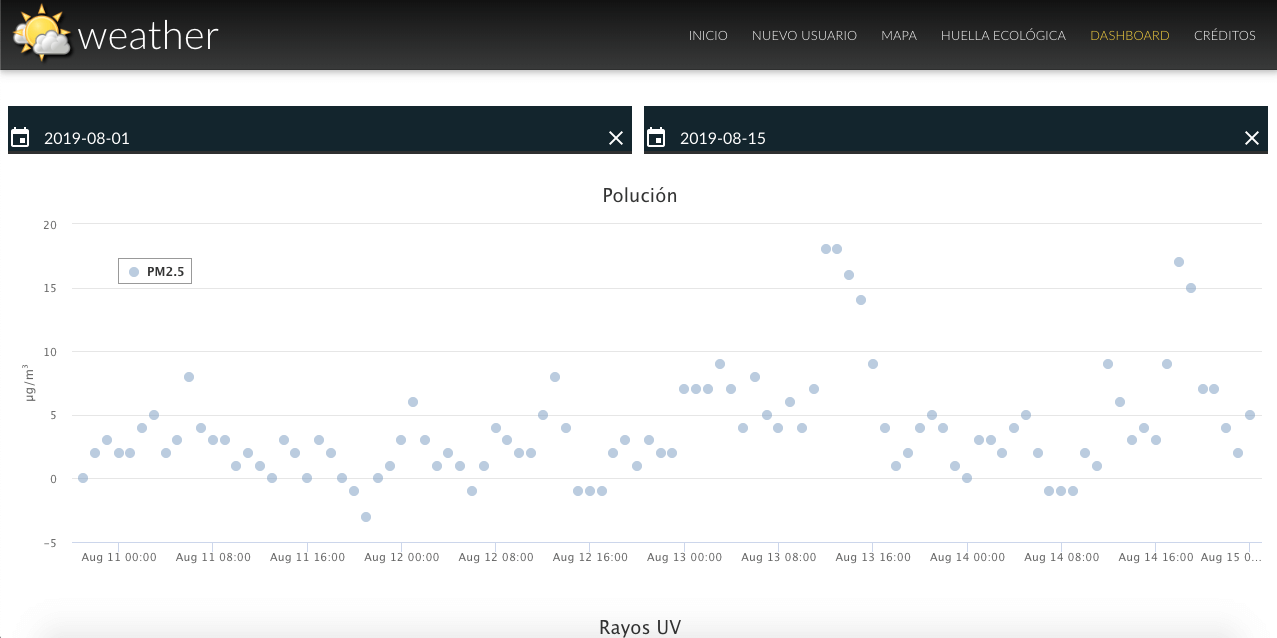 weather
INICIO NUEVO USUARIO MAPA HUELLA ECOLÓGICA DASHBOARD CRÉDITOS
2019-08-01 2019-08-15
Polución
20
PM2.5
15
10
µg/m³
5
0
−5
Aug 11 00:00 Aug 11 08:00 Aug 11 16:00 Aug 12 00:00 Aug 12 08:00 Aug 12 16:00 Aug 13 00:00 Aug 13 08:00 Aug 13 16:00 Aug 14 00:00 Aug 14 08:00 Aug 14 16:00 Aug 15 0...
Rayos UV